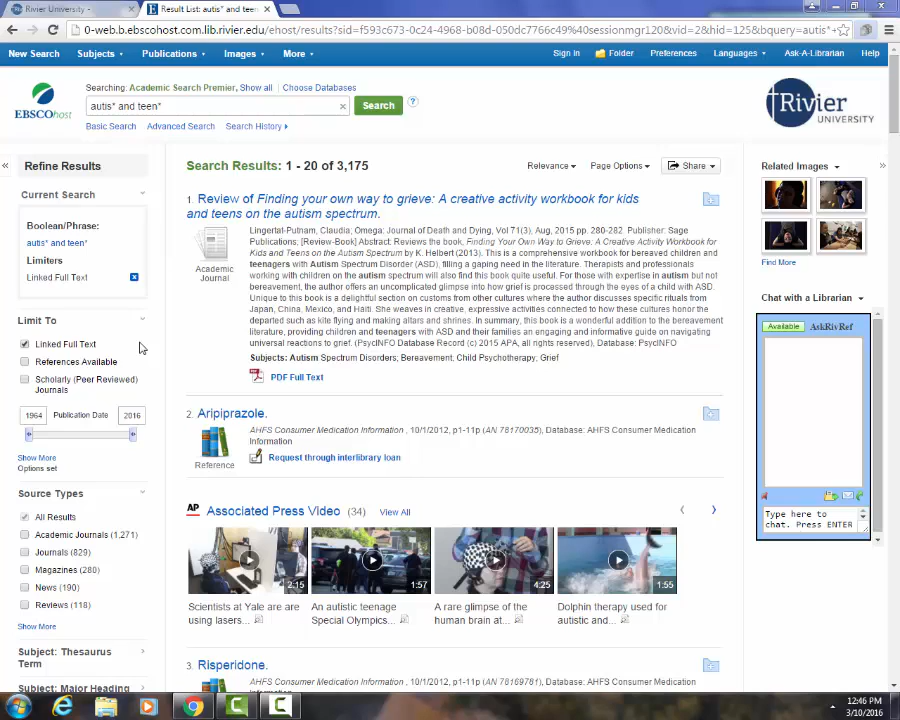 Rivier University -
Result List: autis* and teen
0-web.b.ebscohost.com.lib.rivier.edu/ehost/results?sid=f593c673-0c24-4968-b08d-050dc7766c49%40sessionmgr120&vid=2&hid=125&bquery=autis*+
New Search Subjects Publications Images More Sign In Folder Preferences Languages Ask-A-Librarian Help
Searching: Academic Search Premier, Show all Choose Databases
EBSCOhost
autis* and teen*
Search
?
Basic Search Advanced Search Search History
Rivier
UNIVERSITY
Refine Results
Current Search
Boolean/Phrase:
autis* and teen*
Limiters
Linked Full Text
Limit To
Linked Full Text
References Available
Scholarly (Peer Reviewed)
Journals
1964 Publication Date 2016
Show More
Options set
Source Types
All Results
Academic Journals (1,271)
Journals (829)
Magazines (280)
News (190)
Reviews (118)
Show More
Subject: Thesaurus
Term
Subject: Major Heading
Search Results: 1 - 20 of 3,175
Relevance Page Options Share
1. Review of Finding your own way to grieve: A creative activity workbook for kids
and teens on the autism spectrum.
Lingertat-Putnam, Claudia; Omega: Journal of Death and Dying, Vol 71(3), Aug, 2015 pp. 280-282. Publisher: Sage
Publications; [Review-Book] Abstract: Reviews the book, Finding Your Own Way to Grieve: A Creative Activity Workbook for
Kids and Teens on the Autism Spectrum by K. Helbert (2013). This is a comprehensive workbook for bereaved children and
teenagers with Autism Spectrum Disorder (ASD), filling a gaping need in the literature. Therapists and professionals
working with children on the autism spectrum will also find this book quite useful. For those with expertise in autism but not
bereavement, the author offers an uncomplicated glimpse into how grief is processed through the eyes of a child with ASD.
Unique to this book is a delightful section on customs from other cultures where the author discusses specific rituals from
Japan, China, Mexico, and Haiti. She weaves in creative, expressive activities connected to how these cultures honor the
departed such as kite flying and making altars and shrines. In summary, this book is a wonderful addition to the bereavement
literature, providing children and teenagers with ASD and their families an engaging and informative guide on navigating
universal reactions to grief. (PsycINFO Database Record (c) 2015 APA, all rights reserved), Database: PsycINFO
Subjects: Autism Spectrum Disorders; Bereavement; Child Psychotherapy; Grief
Academic
Journal
PDF Full Text
2. Aripiprazole.
AHFS Consumer Medication Information , 10/1/2012, p1-11p (AN 78170035), Database: AHFS Consumer Medication
Information
Reference
Request through interlibrary loan
AP Associated Press Video (34) View All
2:15
1:57
4:25
1:55
Scientists at Yale are are
using lasers...
An autistic teenage
Special Olympics...
A rare glimpse of the
human brain at...
Dolphin therapy used for
autistic and...
3. Risperidone.
AHFS Consumer Medication Information , 10/1/2012, p1-11p (AN 78169781), Database: AHFS Consumer Medication
Information
Related Images
Find More
Chat with a Librarian
Available AskRivRef
Type here to
chat. Press ENTER
12:46 PM
3/10/2016